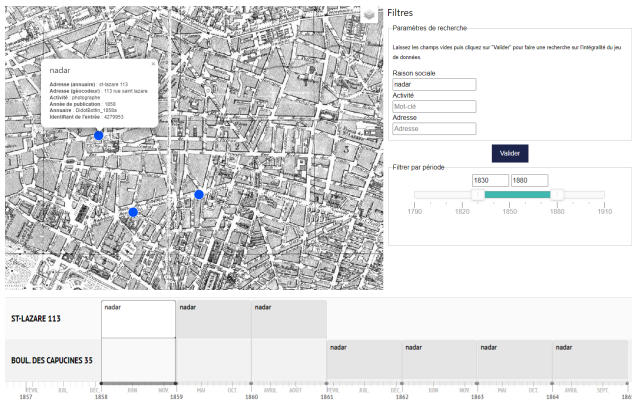 nadar
×
Adresse (annuaire) : st-lazare 113
Adresse (géocodeur) : 113 rue saint lazare
Activité : photographe
Année de publication : 1858
Annuaire : DidotBottin_1858a
Identifiant de l'entrée : 4279953
Filtres
Paramètres de recherche
Laissez les champs vides puis cliquez sur "Valider" pour faire une recherche sur l'intégralité du jeu
de données.
Raison sociale
nadar
Activité
Mot-clé
Adresse
Adresse
Valider
Filtrer par période
1830 1880
1790 1820 1850 1880 1910
ST-LAZARE 113
nadar nadar nadar
BOUL. DES CAPUCINES 35
nadar nadar nadar nadar
1857 1858 1859 1860 1861 1862 1863 1864